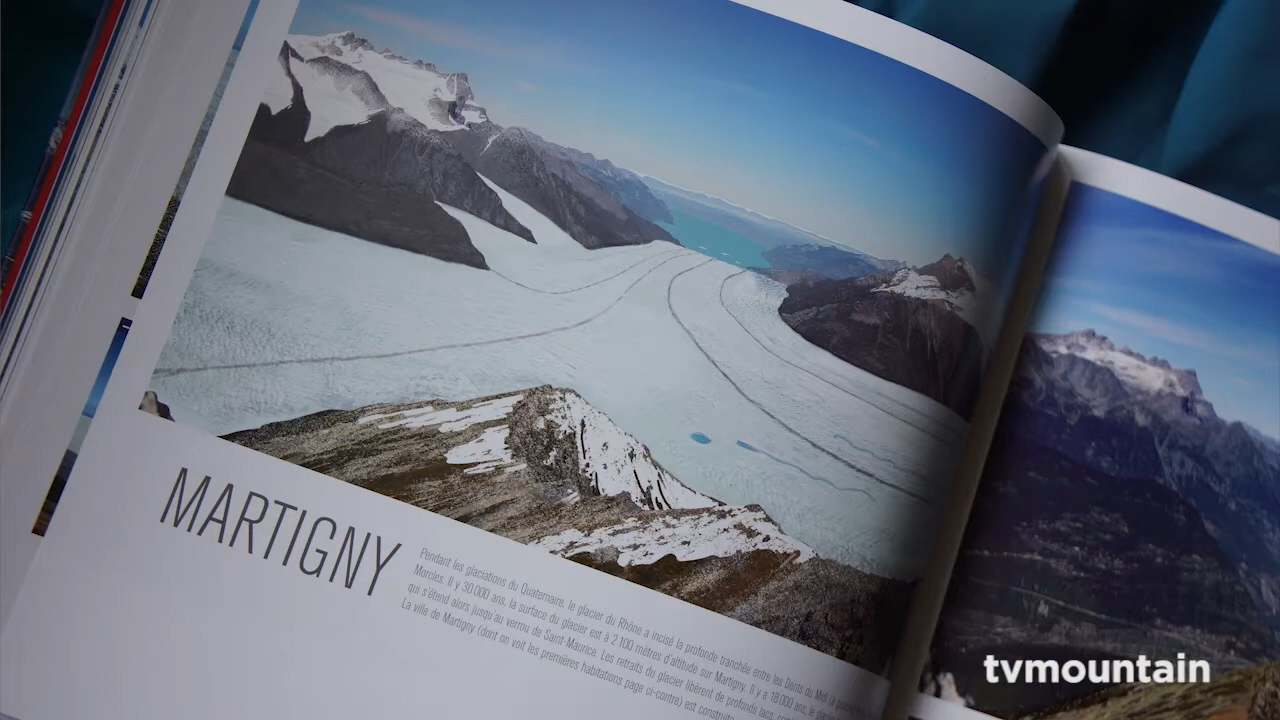 MARTIGNY
Pendant les glaciations du Quaternaire, le glacier du Rhône a incisé la profonde tranchée entre les Dents du Midi
Morcles. Il y 30 000 ans, la surface du glacier est à 2 100 mètres d'altitude sur Martigny. Il y a 18 000 ans, le
qui s'étend alors jusqu'au verrou de Saint-Maurice. Les retraits du glacier libèrent de profonds lacs,
La ville de Martigny (dont on voit les premières habitations page ci-contre) est
tvmountain